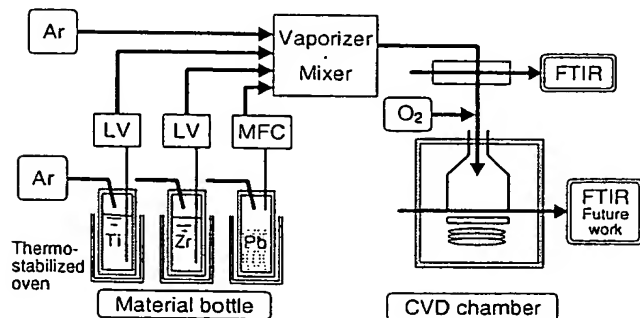 Ar
Vaporizer
Mixer
FTIR
LV
LV
MFC
O₂
Ar
Ti
Zr
Pb
FTIR
Future
work
Thermo-
stabilized
oven
Material bottle
CVD chamber